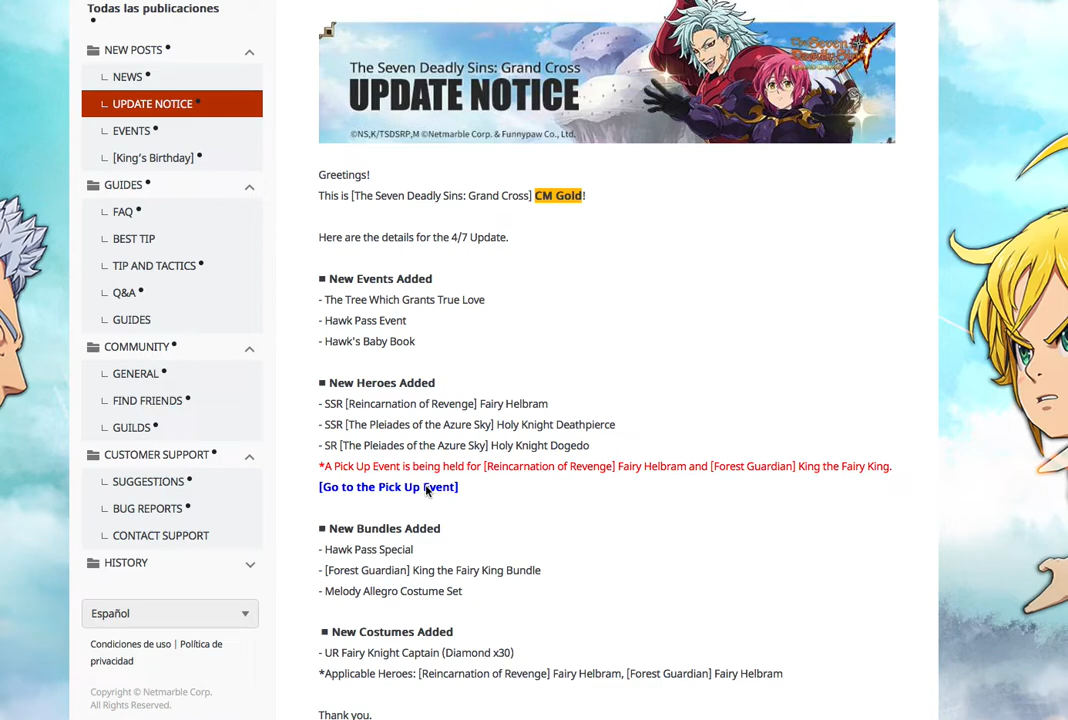 Todas las publicaciones
NEW POSTS
NEWS
UPDATE NOTICE
EVENTS
[King's Birthday]
GUIDES
FAQ
BEST TIP
TIP AND TACTICS
Q&A
GUIDES
COMMUNITY
GENERAL
FIND FRIENDS
GUILDS
CUSTOMER SUPPORT
SUGGESTIONS
BUG REPORTS
CONTACT SUPPORT
HISTORY
Español
Condiciones de uso | Política de
privacidad
Copyright © Netmarble Corp.
All Rights Reserved.
The Seven Deadly Sins: Grand Cross
UPDATE NOTICE
©NS,K/TSDSRP,M ©Netmarble Corp. & Funnypaw Co., Ltd.
The Seven Deadly Sins
Greetings!
This is [The Seven Deadly Sins: Grand Cross] CM Gold!
Here are the details for the 4/7 Update.
■ New Events Added
- The Tree Which Grants True Love
- Hawk Pass Event
- Hawk's Baby Book
■ New Heroes Added
- SSR [Reincarnation of Revenge] Fairy Helbram
- SSR [The Pleiades of the Azure Sky] Holy Knight Deathpierce
- SR [The Pleiades of the Azure Sky] Holy Knight Dogedo
*A Pick Up Event is being held for [Reincarnation of Revenge] Fairy Helbram and [Forest Guardian] King the Fairy King.
[Go to the Pick Up Event]
■ New Bundles Added
- Hawk Pass Special
- [Forest Guardian] King the Fairy King Bundle
- Melody Allegro Costume Set
■ New Costumes Added
- UR Fairy Knight Captain (Diamond x30)
*Applicable Heroes: [Reincarnation of Revenge] Fairy Helbram, [Forest Guardian] Fairy Helbram
Thank you.